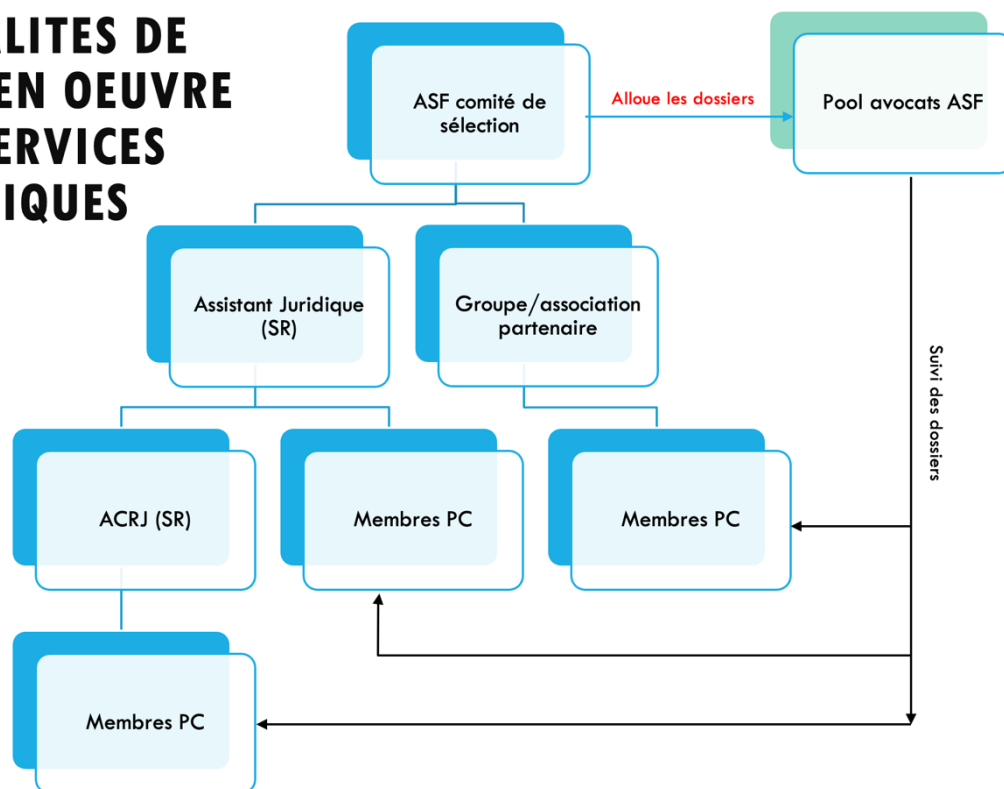 ALITES DE
EN OEUVRE
ERVICES
IQUES
ASF comité de
sélection
Alloue les dossiers
Pool avocats ASF
Assistant Juridique
(SR)
Groupe/association
partenaire
Suivi des dossiers
ACRJ (SR)
Membres PC
Membres PC
Membres PC